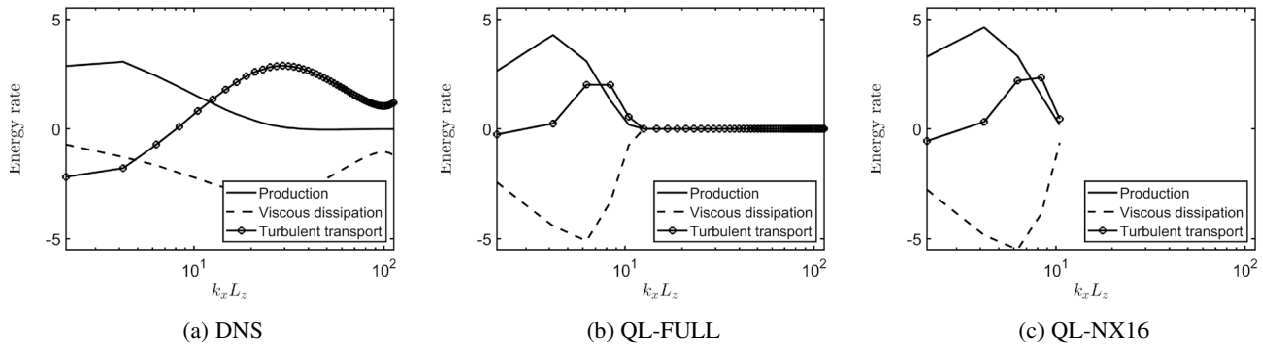 5
0
-5
Energy rate
10^1
10^2
k_x L_z
Production
Viscous dissipation
Turbulent transport
(a) DNS
5
0
-5
Energy rate
10^1
10^2
k_x L_z
Production
Viscous dissipation
Turbulent transport
(b) QL-FULL
5
0
-5
Energy rate
10^1
10^2
k_x L_z
Production
Viscous dissipation
Turbulent transport
(c) QL-NX16